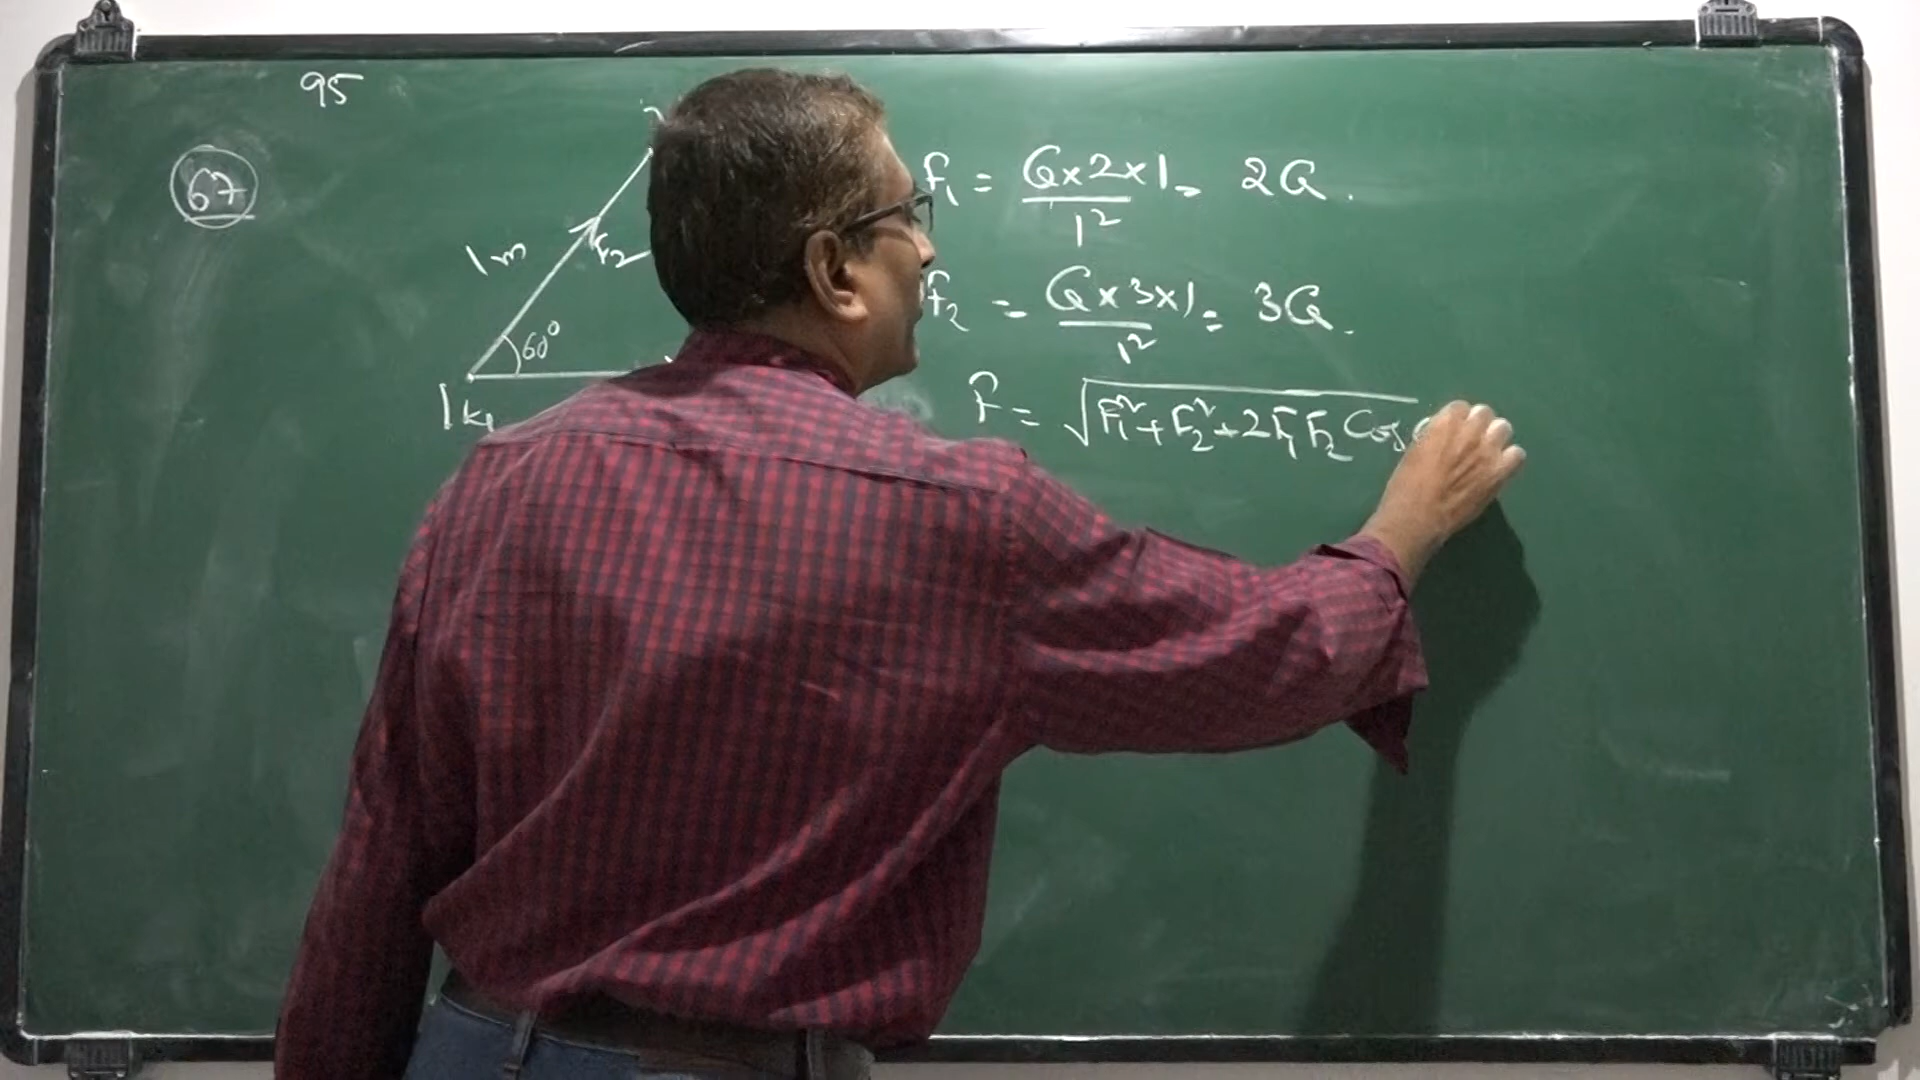 95
67
F₁ = G×2×1/1² = 2G.
1m
F₂
F₂ = G×3×1/1² = 3G.
60°
1k
F = √F₁²+F₂²+2F₁F₂ Cos